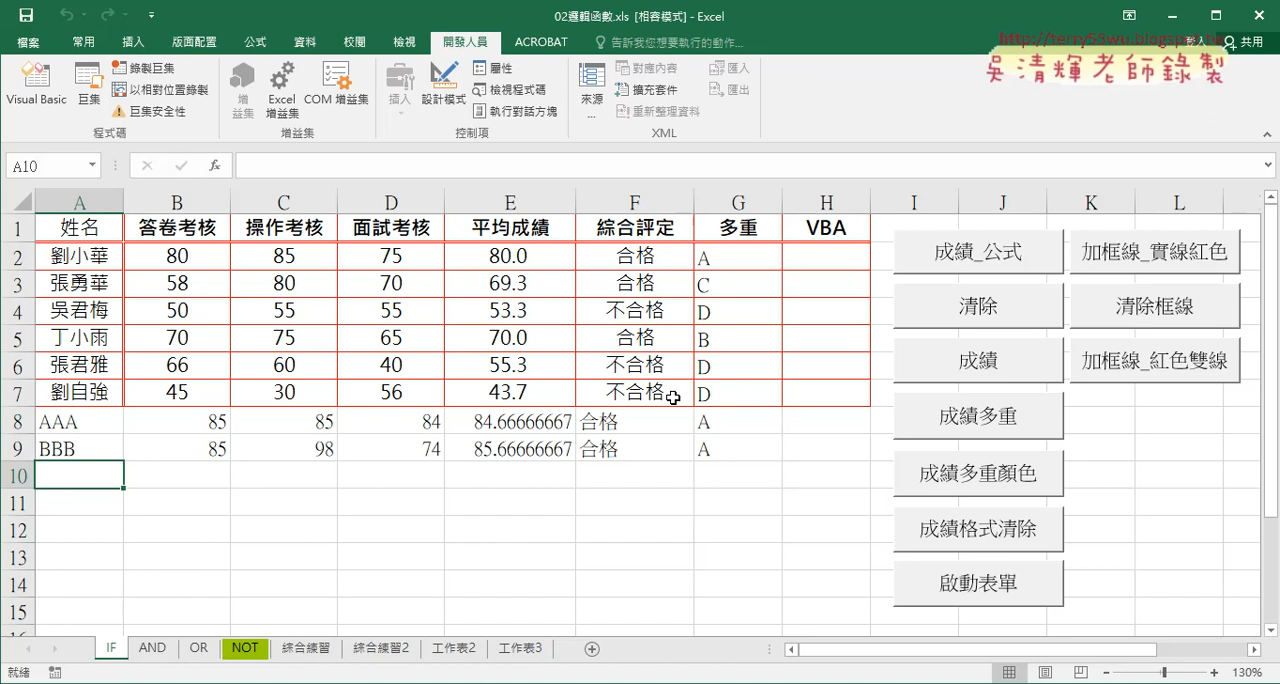 02邏輯函數.xls [相容模式] - Excel
檔案 常用 插入 版面配置 公式 資料 校閱 檢視 開發人員 ACROBAT 告訴我您想要執行的動作... 共用
http://terry55wu.blogspot.tw
吳清輝老師錄製
Visual Basic 巨集 錄製巨集 以相對位置錄製 巨集安全性 程式碼
增益集 Excel 增益集 COM 增益集 增益集
插入 設計模式 屬性 檢視程式碼 執行對話方塊 控制項
來源... 對應內容 擴充套件 重新整理資料 匯入 匯出 XML
A10 fx
A B C D E F G H I J K L
1 姓名 答卷考核 操作考核 面試考核 平均成績 綜合評定 多重 VBA
2 劉小華 80 85 75 80.0 合格 A
3 張勇華 58 80 70 69.3 合格 C
4 吳君梅 50 55 55 53.3 不合格 D
5 丁小雨 70 75 65 70.0 合格 B
6 張君雅 66 60 40 55.3 不合格 D
7 劉自強 45 30 56 43.7 不合格 D
8 AAA 85 85 84 84.66666667 合格 A
9 BBB 85 98 74 85.66666667 合格 A
10
11
12
13
14
15
成績_公式 加框線_實線紅色
清除 清除框線
成績 加框線_紅色雙線
成績多重
成績多重顏色
成績格式清除
啟動表單
IF AND OR NOT 綜合練習 綜合練習2 工作表2 工作表3
就緒 130%